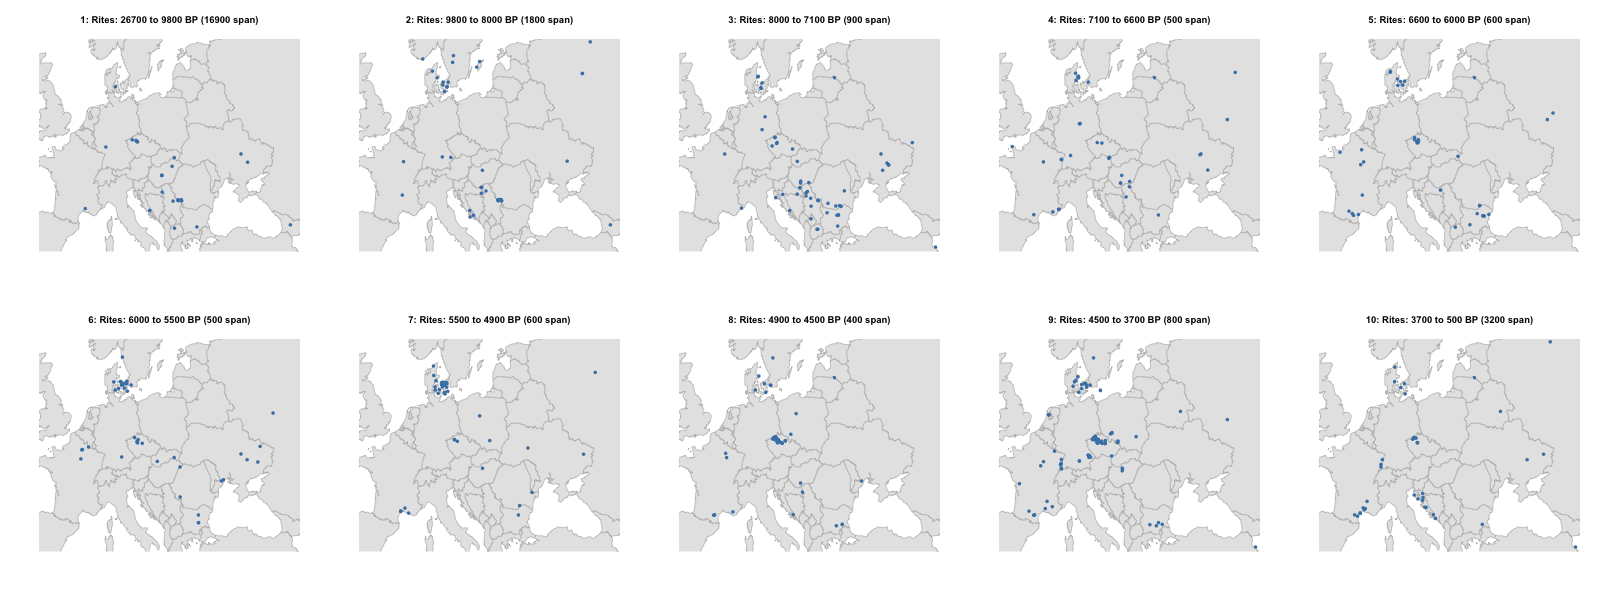 1: Rites: 26700 to 9800 BP (16900 span)
2: Rites: 9800 to 8000 BP (1800 span)
3: Rites: 8000 to 7100 BP (900 span)
4: Rites: 7100 to 6600 BP (500 span)
5: Rites: 6600 to 6000 BP (600 span)
6: Rites: 6000 to 5500 BP (500 span)
7: Rites: 5500 to 4900 BP (600 span)
8: Rites: 4900 to 4500 BP (400 span)
9: Rites: 4500 to 3700 BP (800 span)
10: Rites: 3700 to 500 BP (3200 span)